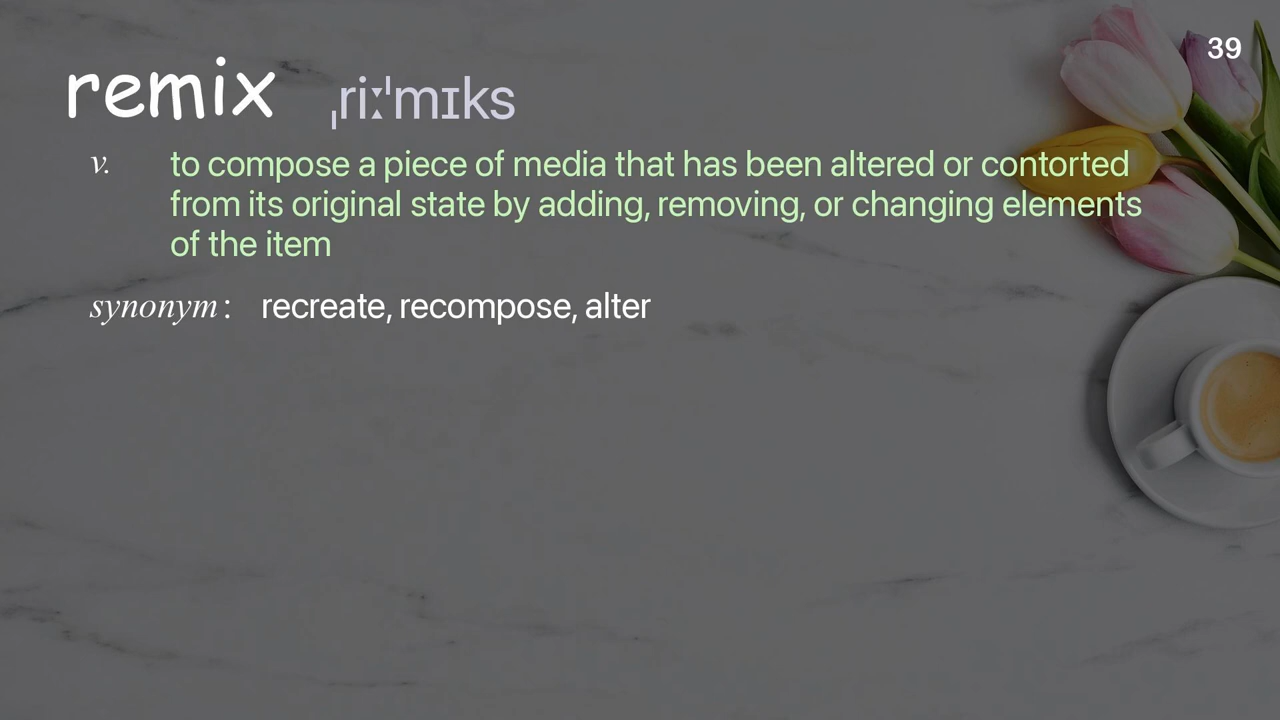 39
remix ˌriːˈmɪks
v. to compose a piece of media that has been altered or contorted
from its original state by adding, removing, or changing elements
of the item
synonym : recreate, recompose, alter